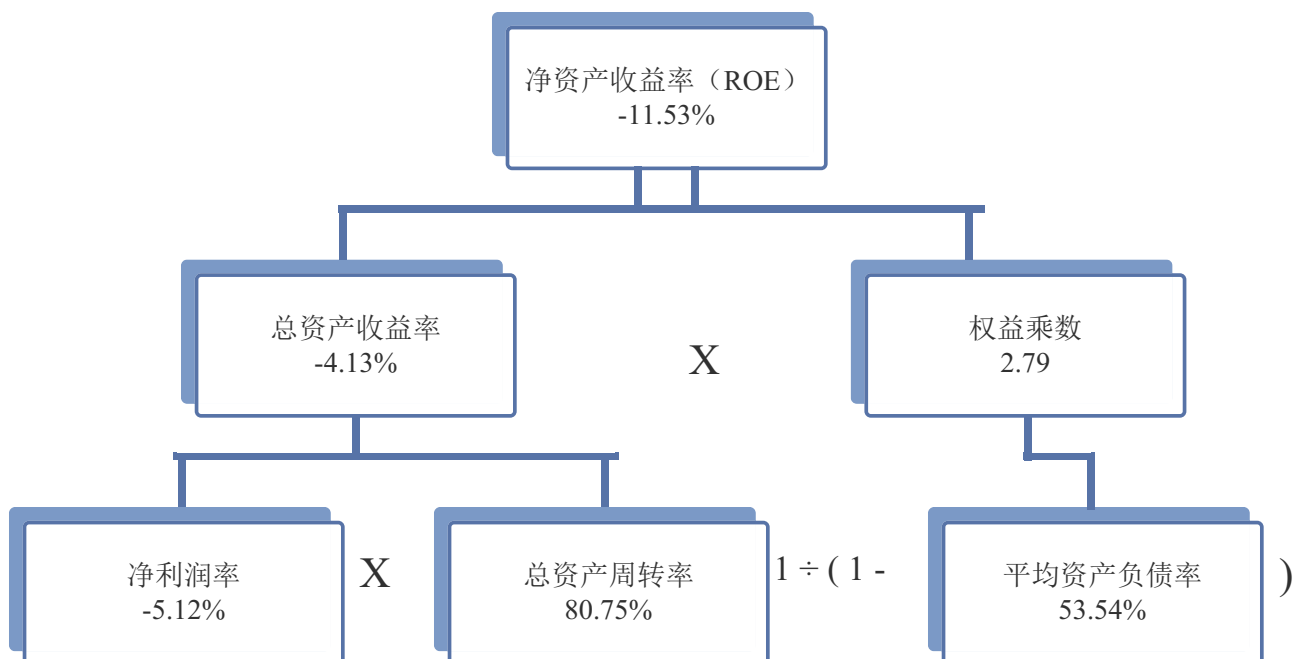 净资产收益率（ROE）
-11.53%
总资产收益率
-4.13%
X
权益乘数
2.79
净利润率
-5.12%
X
总资产周转率
80.75%
1 ÷ ( 1 -
平均资产负债率
53.54%
)